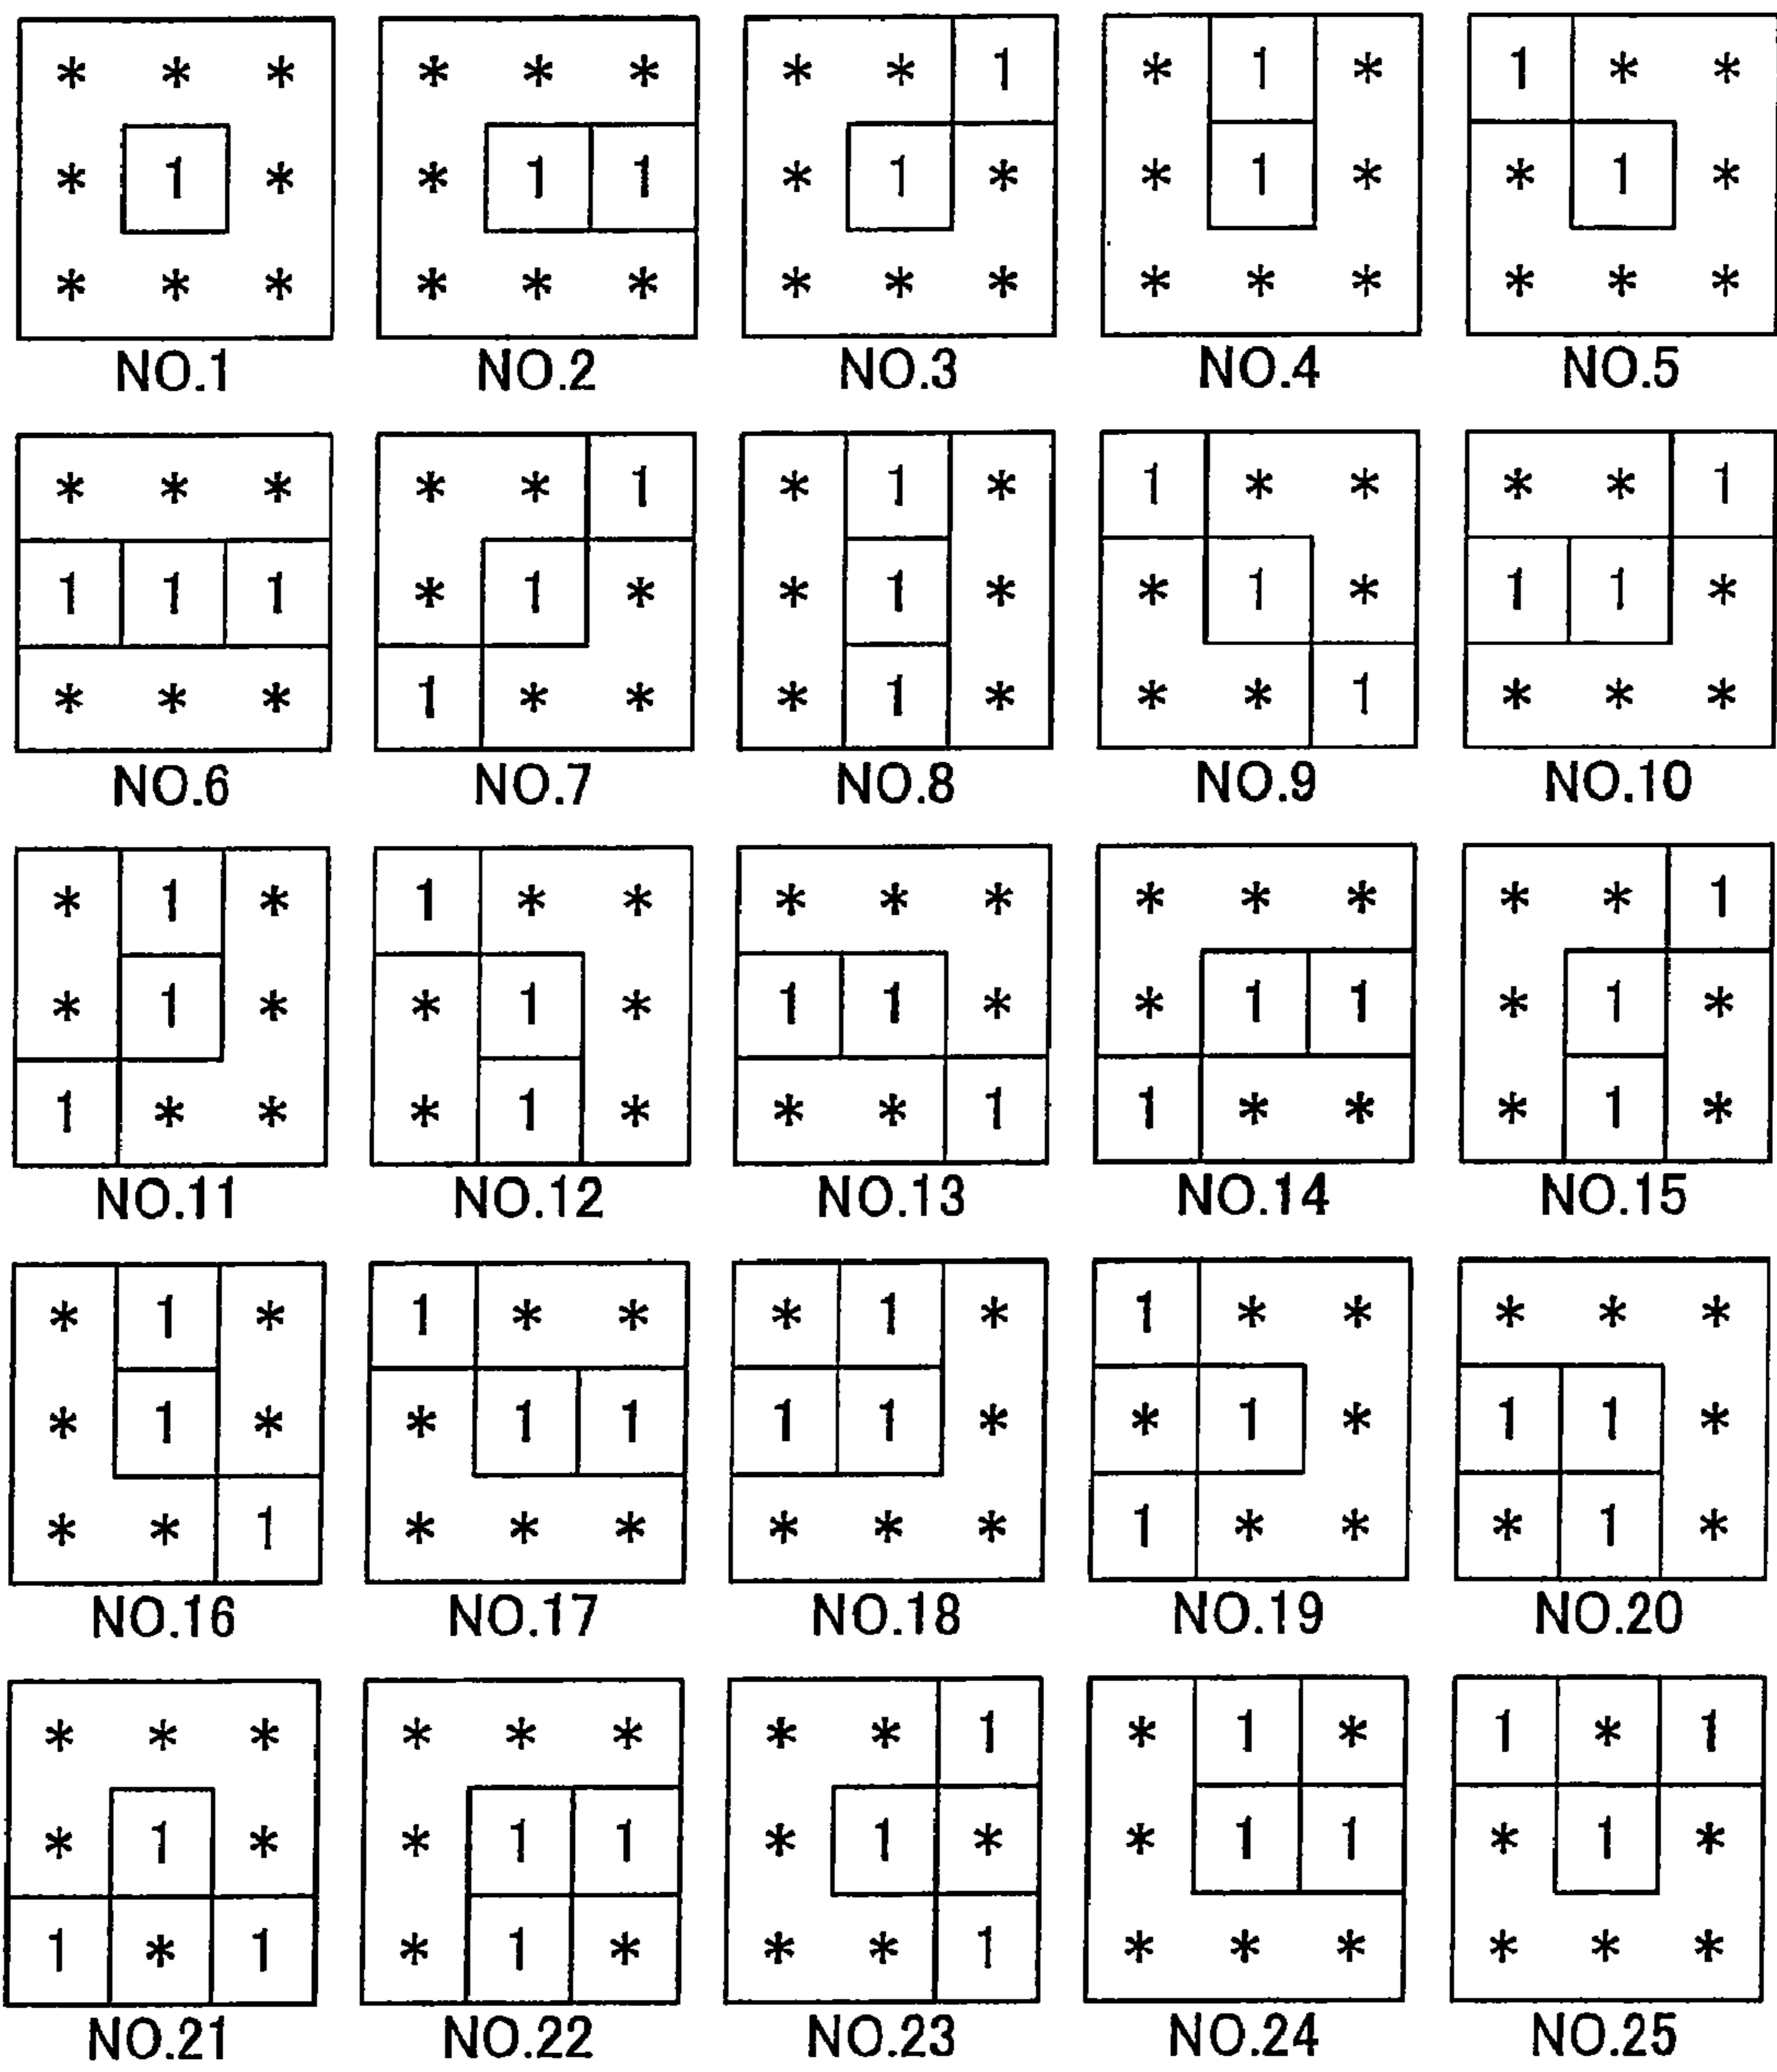 * * * * * * * * 1 * 1 * 1 * *
* 1 * * 1 1 * 1 * * 1 * * 1 *
* * * * * * * * * * * * * * *
NO.1 NO.2 NO.3 NO.4 NO.5
* * * * * 1 * 1 * 1 * * * * 1
1 1 1 * 1 * * 1 * * 1 * 1 1 *
* * * 1 * * * 1 * * * 1 * * *
NO.6 NO.7 NO.8 NO.9 NO.10
* 1 * 1 * * * * * * * * * * 1
* 1 * * 1 * 1 1 * * 1 1 * 1 *
1 * * * 1 * * * 1 1 * * * 1 *
NO.11 NO.12 NO.13 NO.14 NO.15
* 1 * 1 * * * 1 * 1 * * * * *
* 1 * * 1 1 1 1 * * 1 * 1 1 *
* * 1 * * * * * * 1 * * * 1 *
NO.16 NO.17 NO.18 NO.19 NO.20
* * * * * * * * 1 * 1 * 1 * 1
* 1 * * 1 1 * 1 * * 1 1 * 1 *
1 * 1 * 1 * * * 1 * * * * * *
NO.21 NO.22 NO.23 NO.24 NO.25